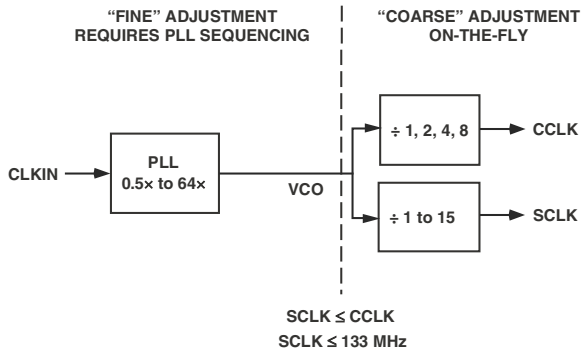 “FINE” ADJUSTMENT
REQUIRES PLL SEQUENCING
“COARSE” ADJUSTMENT
ON-THE-FLY
CLKIN
PLL
0.5× to 64×
VCO
÷ 1, 2, 4, 8
CCLK
÷ 1 to 15
SCLK
SCLK ≤ CCLK
SCLK ≤ 133 MHz